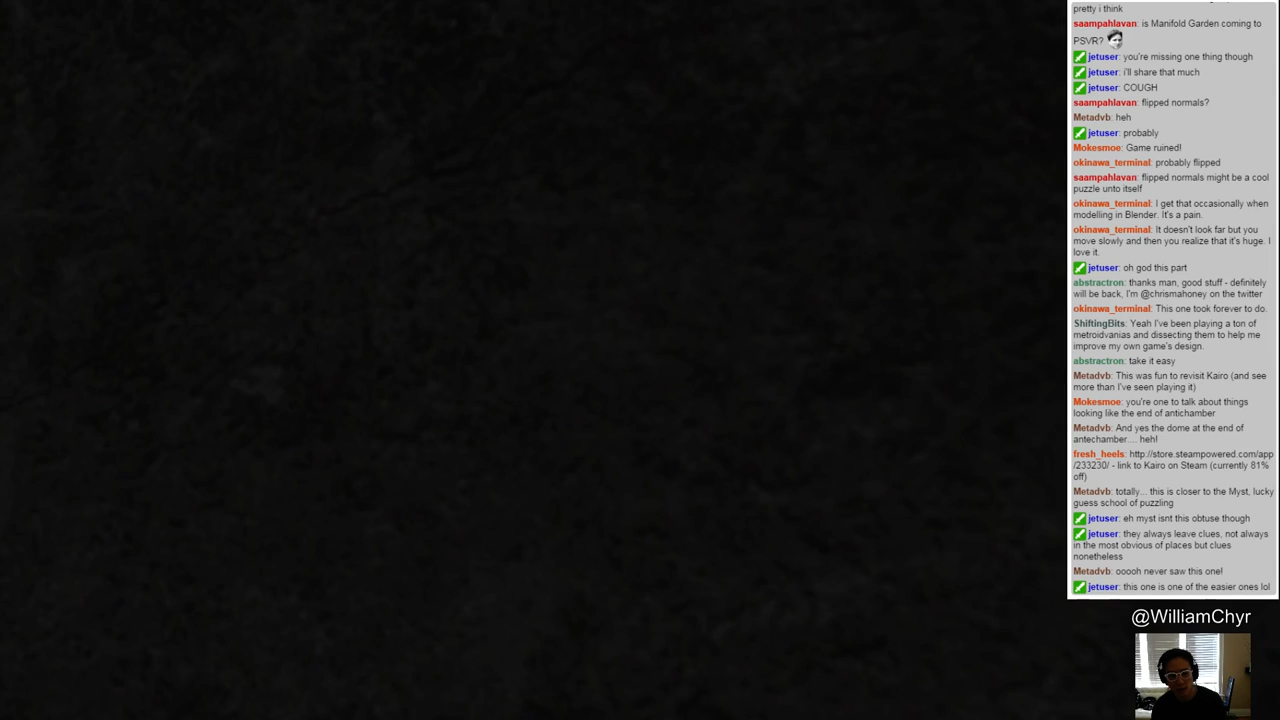 pretty i think
saampahlavan: is Manifold Garden coming to
PSVR?
jetuser: you're missing one thing though
jetuser: i'll share that much
jetuser: COUGH
saampahlavan: flipped normals?
Metadvb: heh
jetuser: probably
Mokesmoe: Game ruined!
okinawa_terminal: probably flipped
saampahlavan: flipped normals might be a cool
puzzle unto itself
okinawa_terminal: I get that occasionally when
modelling in Blender. It's a pain.
okinawa_terminal: It doesn't look far but you
move slowly and then you realize that it's huge. I
love it.
jetuser: oh god this part
abstractron: thanks man, good stuff - definitely
will be back, I'm @chrismahoney on the twitter
okinawa_terminal: This one took forever to do.
ShiftingBits: Yeah I've been playing a ton of
metroidvanias and dissecting them to help me
improve my own game's design.
abstractron: take it easy
Metadvb: This was fun to revisit Kairo (and see
more than I've seen playing it)
Mokesmoe: you're one to talk about things
looking like the end of antichamber
Metadvb: And yes the dome at the end of
antechamber.... heh!
fresh_heels: http://store.steampowered.com/app
/233230/ - link to Kairo on Steam (currently 81%
off)
Metadvb: totally... this is closer to the Myst, lucky
guess school of puzzling
jetuser: eh myst isnt this obtuse though
jetuser: they always leave clues, not always
in the most obvious of places but clues
nonetheless
Metadvb: ooooh never saw this one!
jetuser: this one is one of the easier ones lol
@WilliamChyr